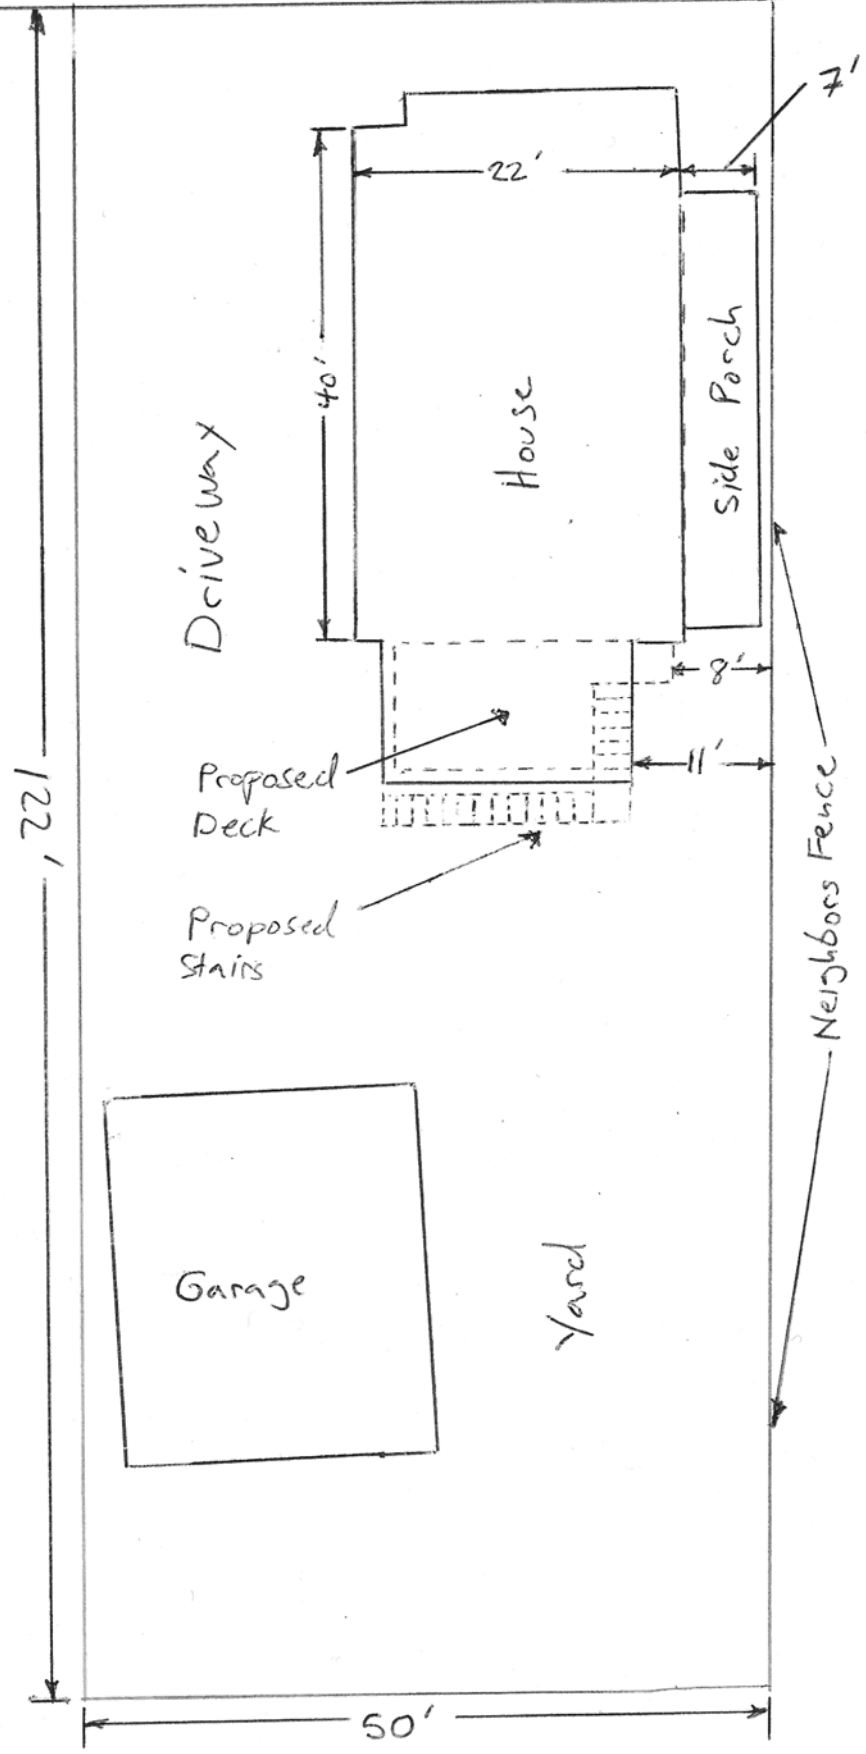 7'
22'
40'
Side Porch
House
Driveway
8'
11'
Proposed
Deck
122'
Proposed
Stairs
Neighbors Fence
Garage
Yard
50'